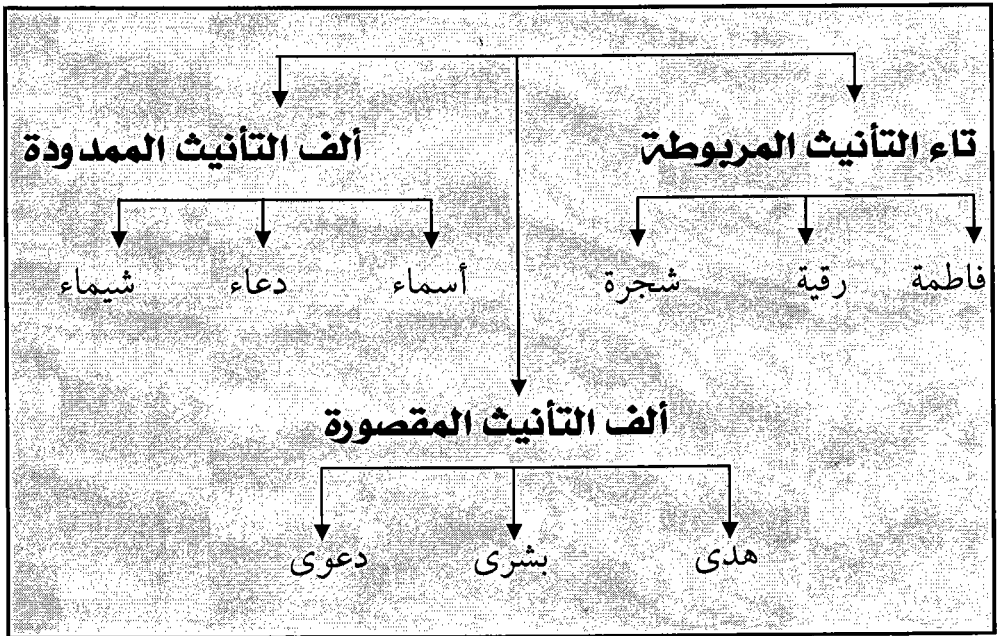 تاء التأنيث المربوطة
ألف التأنيث الممدودة
فاطمة رقية شجرة
أسماء دعاء شيماء
ألف التأنيث المقصورة
هدى بشرى دعوى